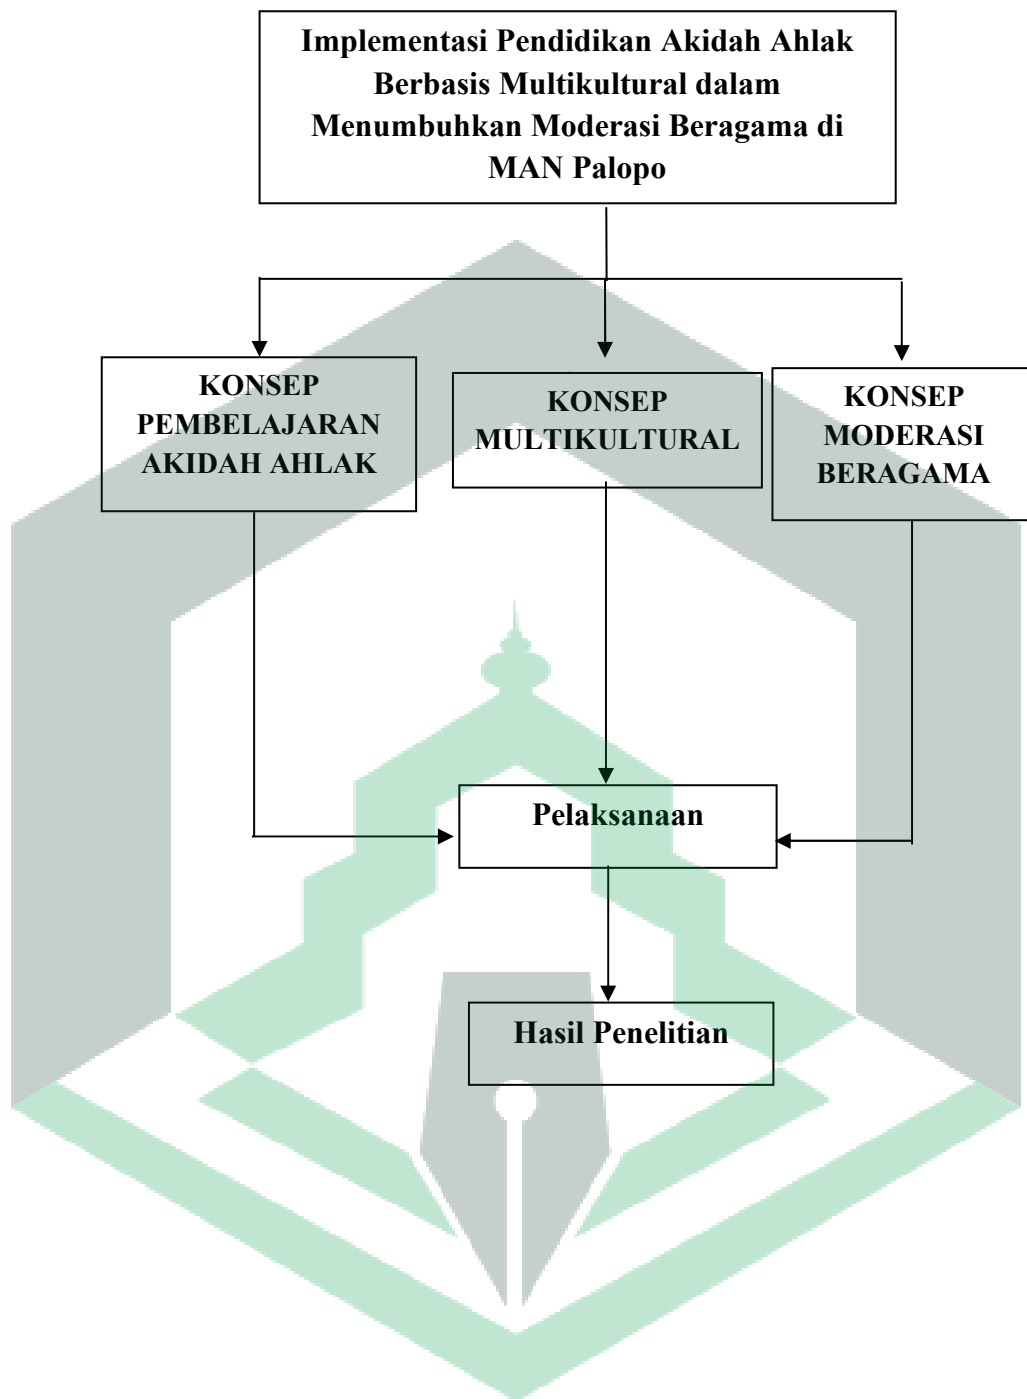 Implementasi Pendidikan Akidah Ahlak
Berbasis Multikultural dalam
Menumbuhkan Moderasi Beragama di
MAN Palopo
KONSEP
PEMBELAJARAN
AKIDAH AHLAK
KONSEP
MULTIKULTURAL
KONSEP
MODERASI
BERAGAMA
Pelaksanaan
Hasil Penelitian